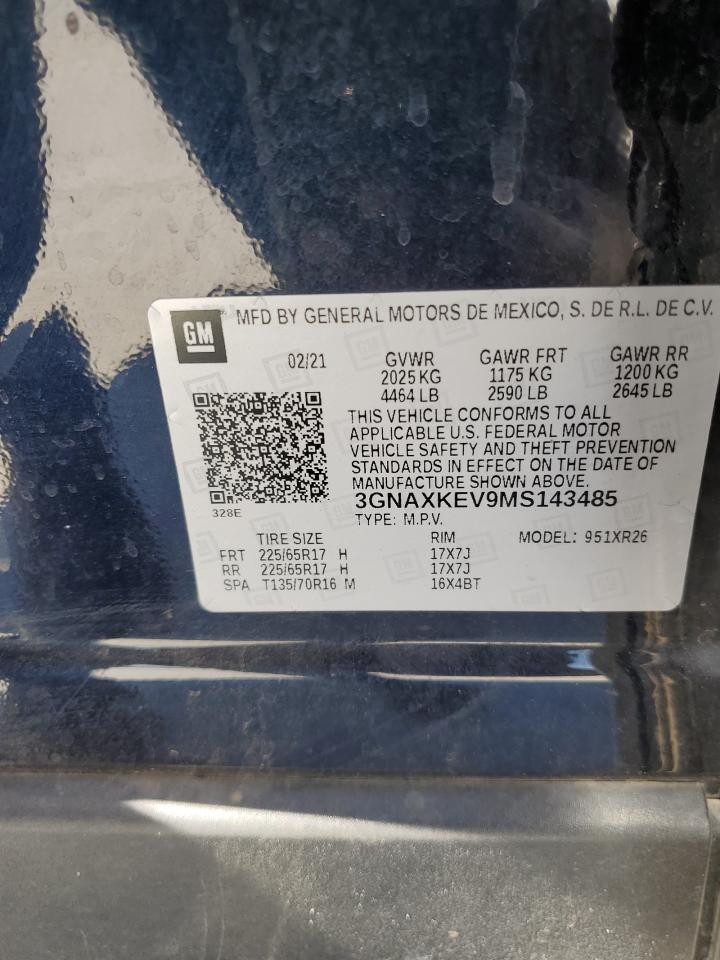 GM MFD BY GENERAL MOTORS DE MEXICO, S. DE R.L. DE C.V.
02/21 GVWR GAWR FRT GAWR RR
2025 KG 1175 KG 1200 KG
4464 LB 2590 LB 2645 LB
THIS VEHICLE CONFORMS TO ALL
APPLICABLE U.S. FEDERAL MOTOR
VEHICLE SAFETY AND THEFT PREVENTION
STANDARDS IN EFFECT ON THE DATE OF
MANUFACTURE SHOWN ABOVE.
3GNAXKEV9MS143485
328E TYPE: M.P.V.
TIRE SIZE RIM MODEL: 951XR26
FRT 225/65R17 H 17X7J
RR 225/65R17 H 17X7J
SPA T135/70R16 M 16X4BT